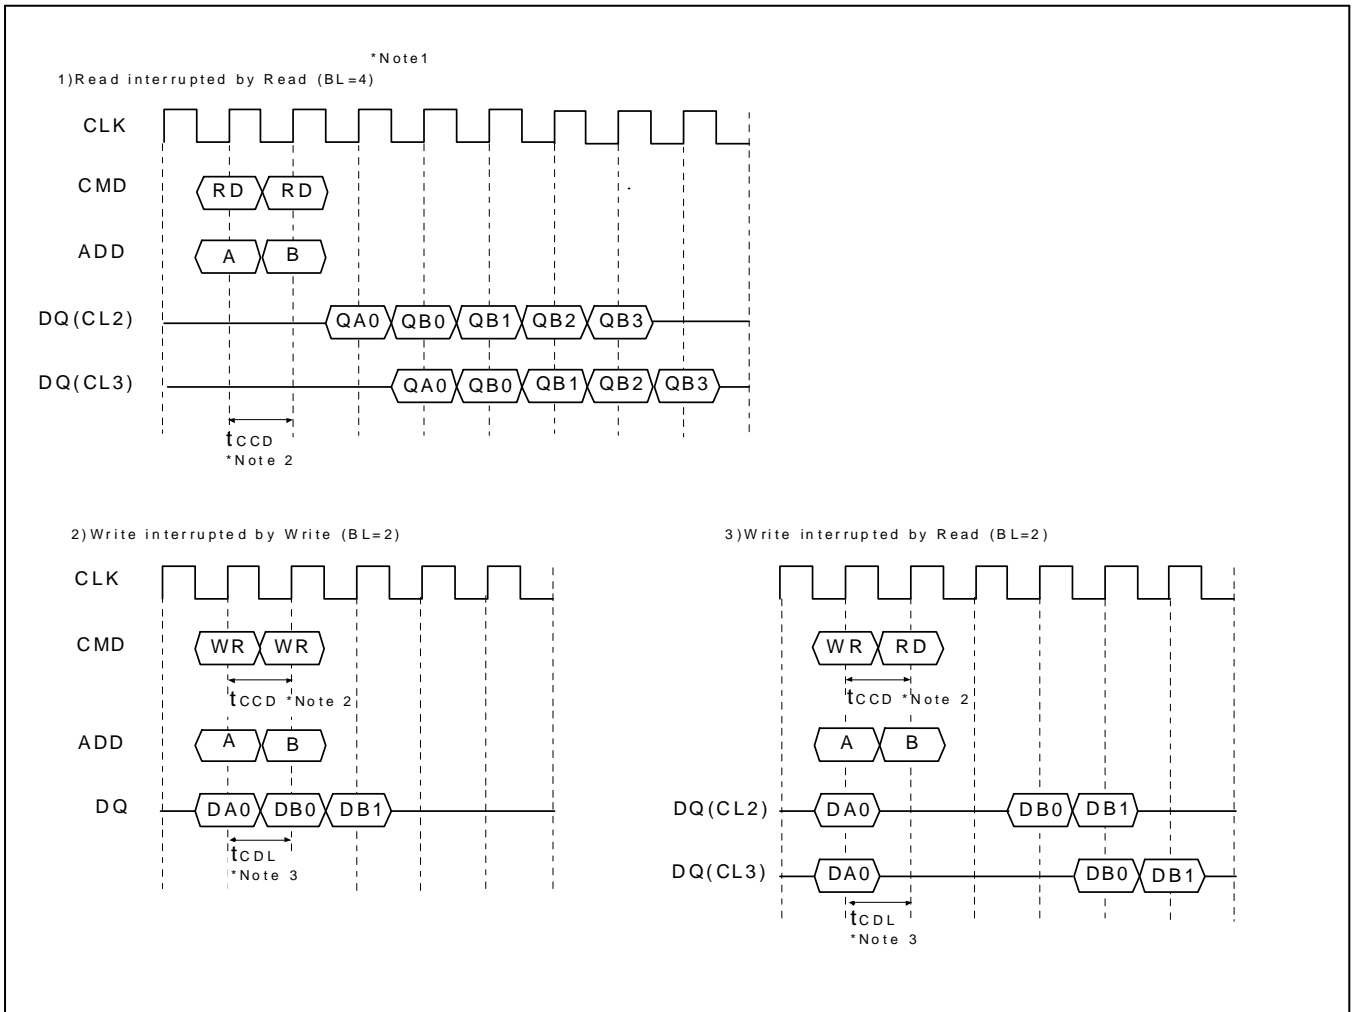 *Note1
1)Read interrupted by Read (BL=4)
CLK
CMD RD RD
ADD A B
DQ(CL2) QA0 QB0 QB1 QB2 QB3
DQ(CL3) QA0 QB0 QB1 QB2 QB3
tCCD
*Note 2
2)Write interrupted by Write (BL=2)
CLK
CMD WR WR
tCCD *Note 2
ADD A B
DQ DA0 DB0 DB1
tCDL
*Note 3
3)Write interrupted by Read (BL=2)
WR RD
tCCD *Note 2
A B
DQ(CL2) DA0 DB0 DB1
DQ(CL3) DA0 DB0 DB1
tCDL
*Note 3